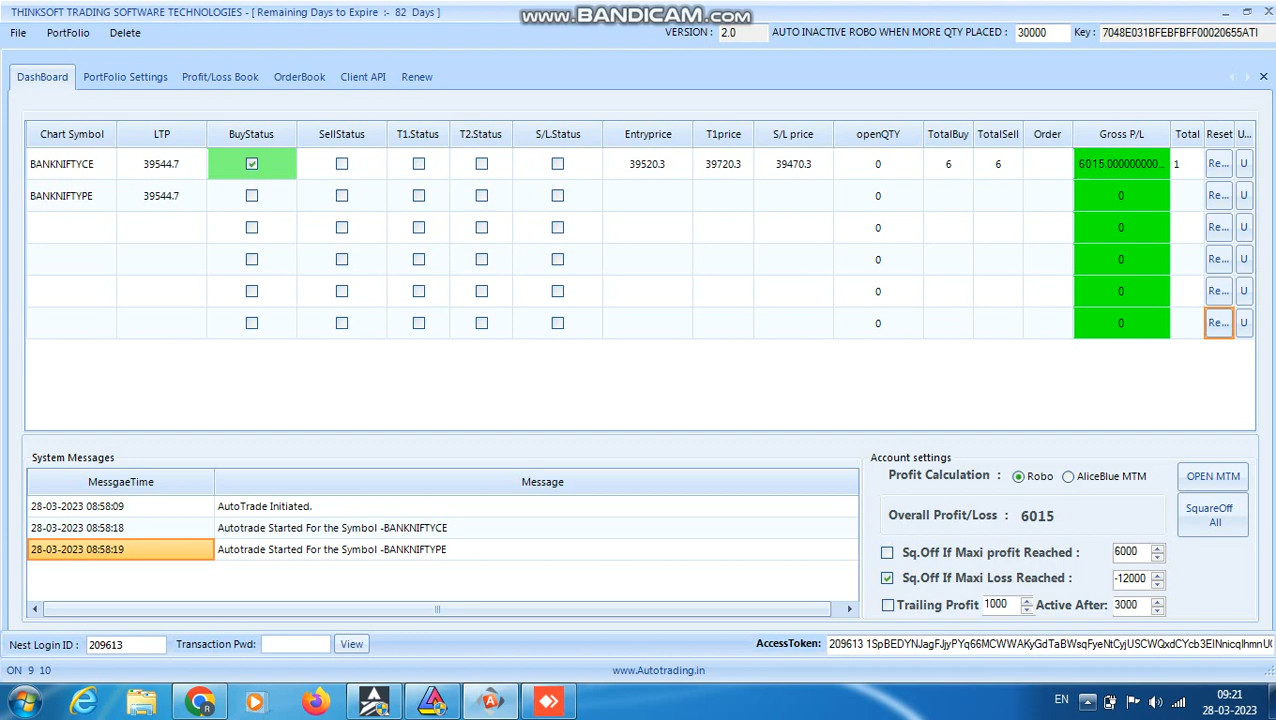 THINKSOFT TRADING SOFTWARE TECHNOLOGIES - [ Remaining Days to Expire :- 82 Days ]
www.BANDICAM.com
File PortFolio Delete
VERSION : 2.0 AUTO INACTIVE ROBO WHEN MORE QTY PLACED : 30000 Key : 7048E031BFEBFBFF00020655ATI
DashBoard PortFolio Settings Profit/Loss Book OrderBook Client API Renew
Chart Symbol LTP BuyStatus SellStatus T1.Status T2.Status S/L.Status Entryprice T1price S/L price openQTY TotalBuy TotalSell Order Gross P/L Total Reset U...
BANKNIFTYCE 39544.7 39520.3 39720.3 39470.3 0 6 6 6015.000000000... 1 Re... U
BANKNIFTYPE 39544.7 0 0 Re... U
0 0 Re... U
0 0 Re... U
0 0 Re... U
0 0 Re... U
System Messages
MessgaeTime Message
28-03-2023 08:58:09 AutoTrade Initiated.
28-03-2023 08:58:18 Autotrade Started For the Symbol -BANKNIFTYCE
28-03-2023 08:58:19 Autotrade Started For the Symbol -BANKNIFTYPE
Account settings
Profit Calculation : Robo AliceBlue MTM OPEN MTM
Overall Profit/Loss : 6015 SquareOff All
Sq.Off If Maxi profit Reached : 6000
Sq.Off If Maxi Loss Reached : -12000
Trailing Profit 1000 Active After: 3000
Nest Login ID : 209613 Transaction Pwd: View
AccessToken:
ON 9 10 www.Autotrading.in
EN 09:21
28-03-2023